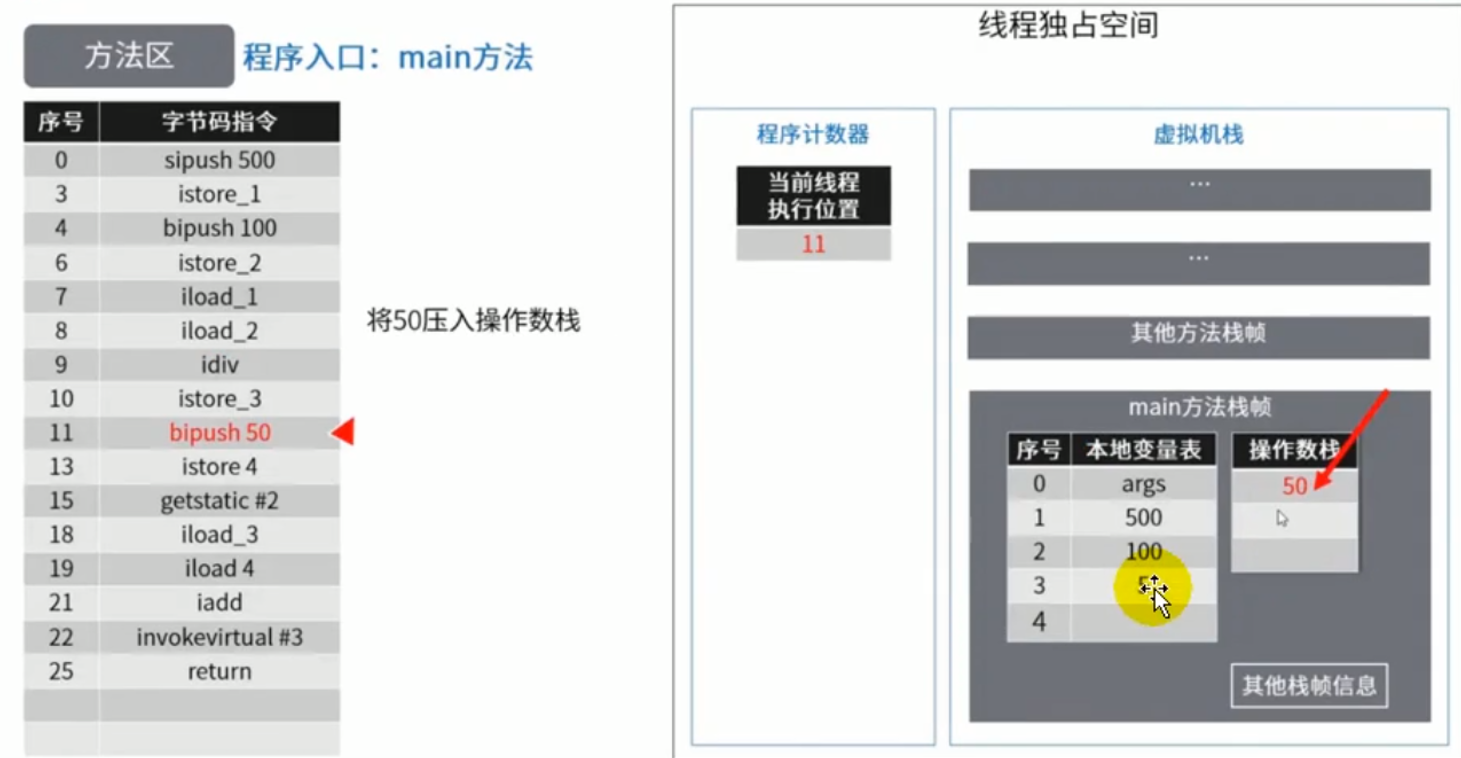 方法区 程序入口：main方法
序号 字节码指令
0 sipush 500
3 istore_1
4 bipush 100
6 istore_2
7 iload_1
8 iload_2
9 idiv
10 istore_3
11 bipush 50
13 istore 4
15 getstatic #2
18 iload_3
19 iload 4
21 iadd
22 invokevirtual #3
25 return
将50压入操作数栈
线程独占空间
程序计数器
当前线程
执行位置
11
虚拟机栈
...
...
其他方法栈帧
main方法栈帧
序号 本地变量表
0 args
1 500
2 100
3 5
4
操作数栈
50
其他栈帧信息